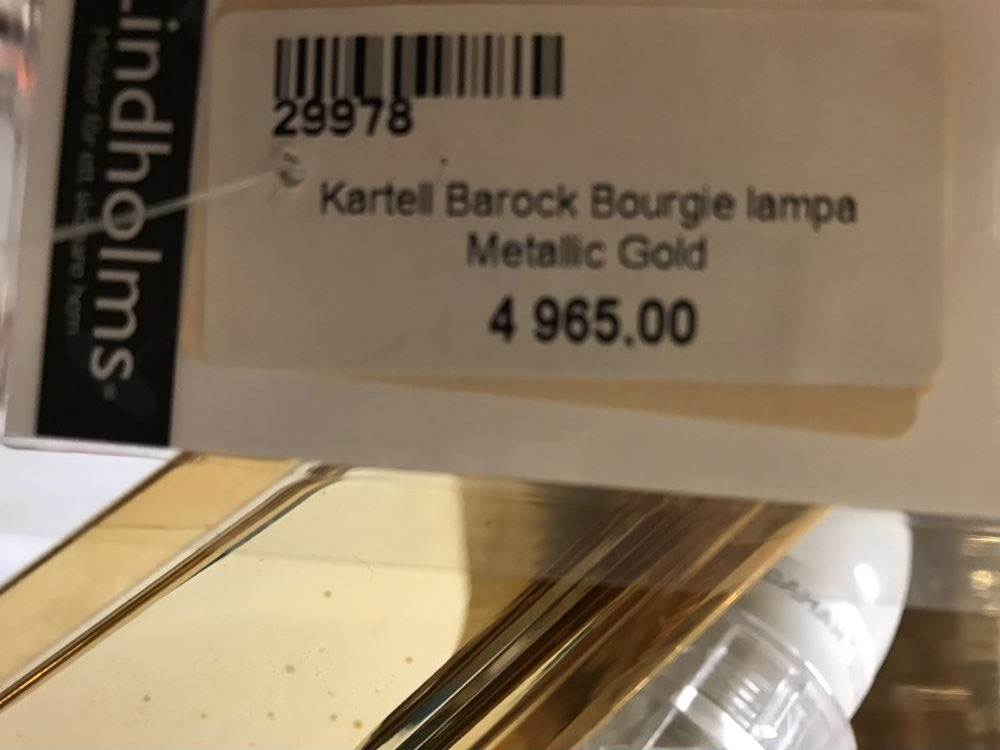 Lindholms
29978
Kartell Barock Bourgie lampa
Metallic Gold
4 965.00